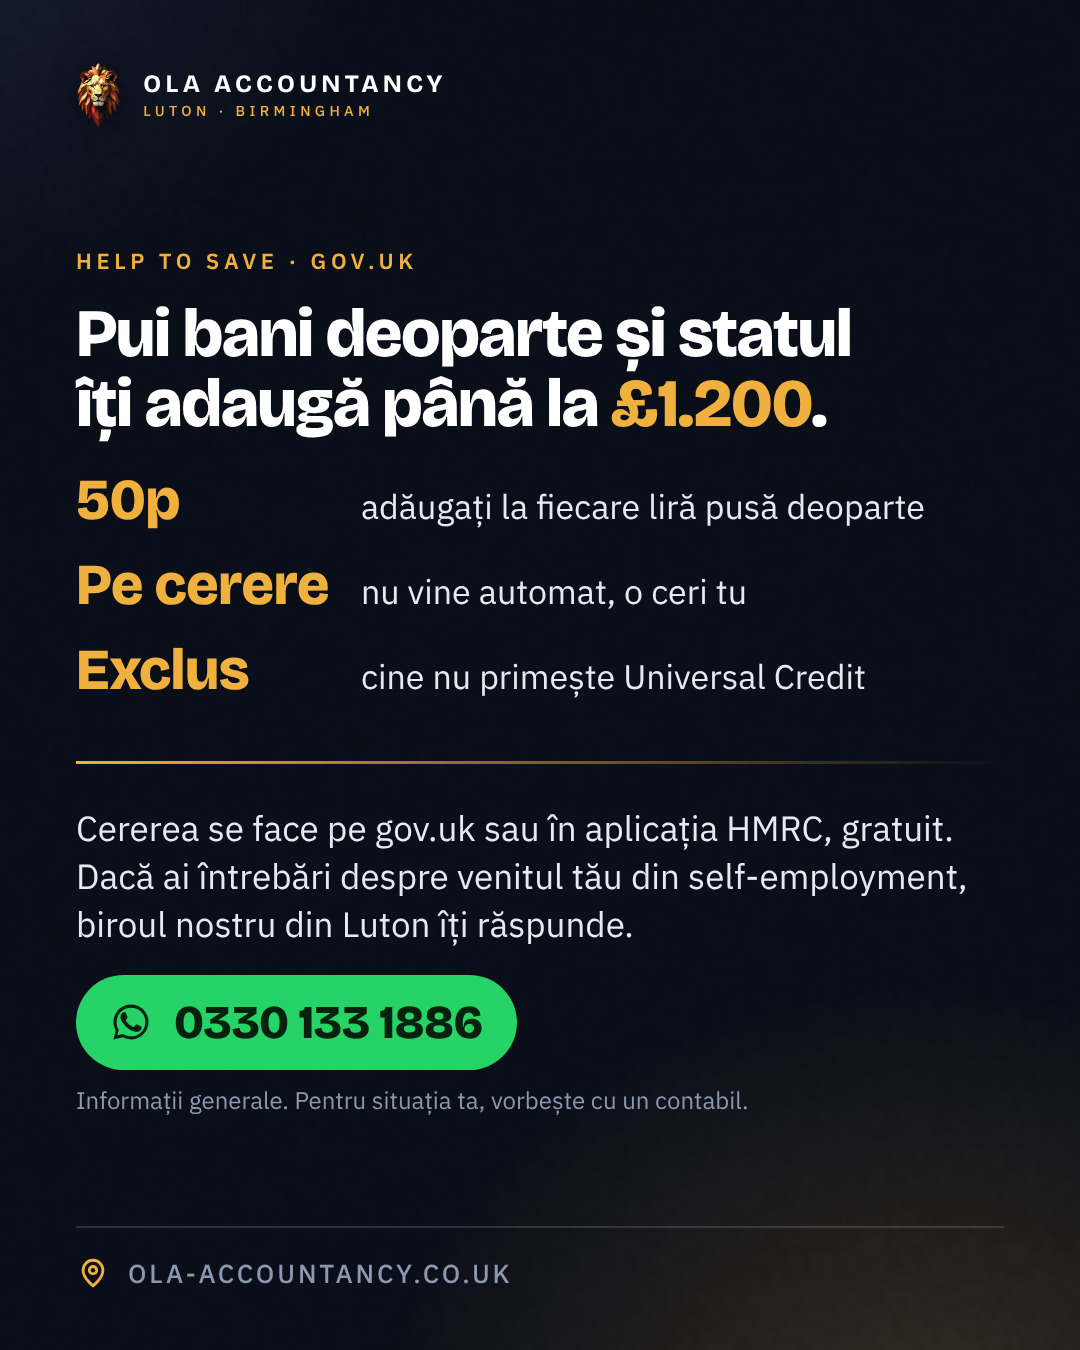 OLA ACCOUNTANCY
LUTON · BIRMINGHAM
HELP TO SAVE · GOV.UK
Pui bani deoparte și statul
îți adaugă până la £1.200.
50p adăugați la fiecare liră pusă deoparte
Pe cerere nu vine automat, o ceri tu
Exclus cine nu primește Universal Credit
Cererea se face pe gov.uk sau în aplicația HMRC, gratuit.
Dacă ai întrebări despre venitul tău din self-employment,
biroul nostru din Luton îți răspunde.
0330 133 1886
Informații generale. Pentru situația ta, vorbește cu un contabil.
OLA-ACCOUNTANCY.CO.UK